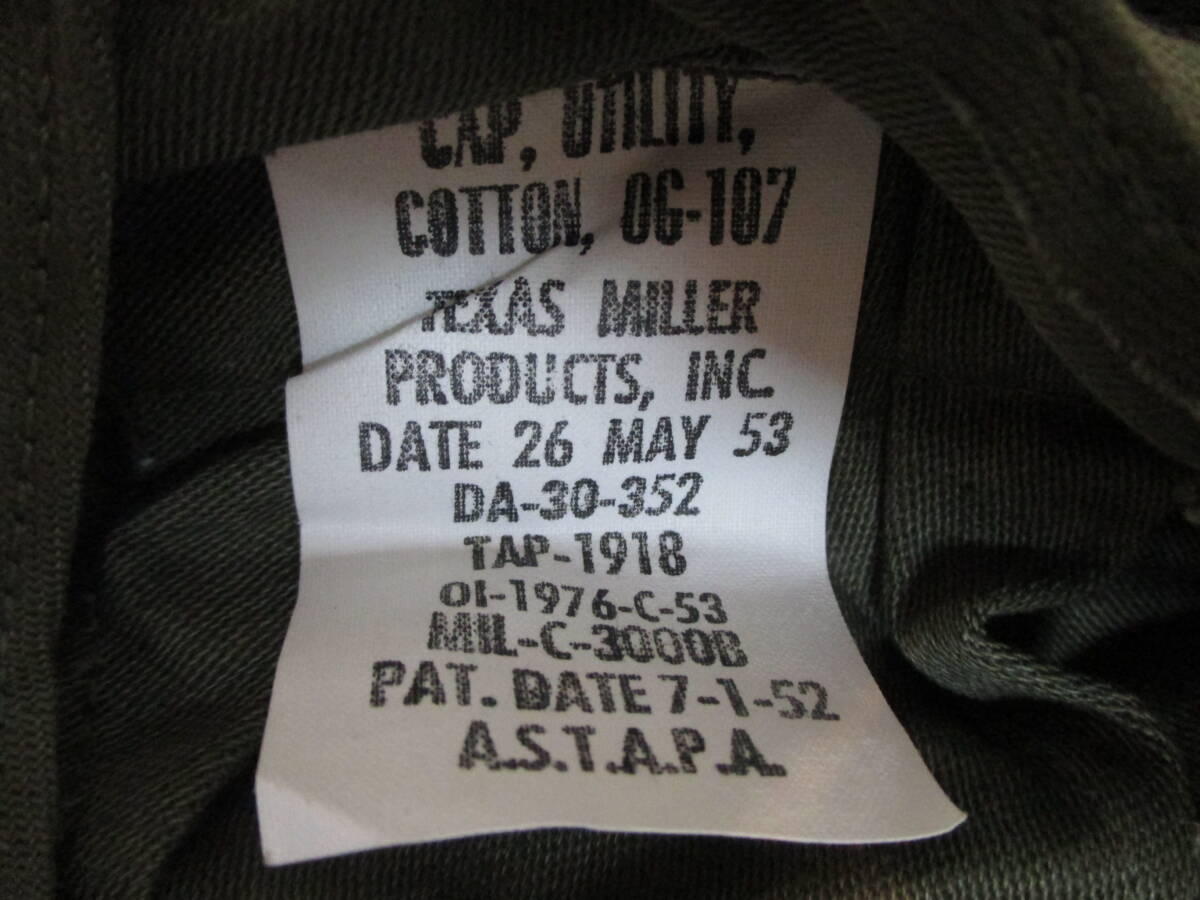 CAP, UTILITY,
COTTON, OG-107
TEXAS MILLER
PRODUCTS, INC.
DATE 26 MAY 53
DA-30-352
TAP-1918
OI-1976-C-53
MIL-C-3000B
PAT. DATE 7-1-52
A.S.T.A.P.A.